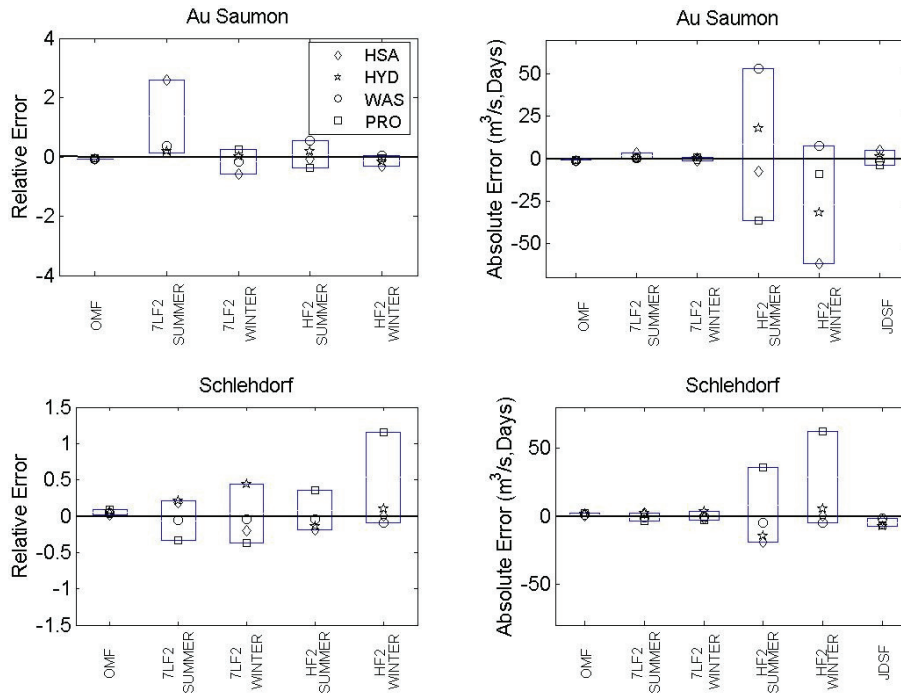 Au Saumon
Relative Error
4
2
0
-2
-4
HSA
HYD
WAS
PRO
OMF
7LF2 SUMMER
7LF2 WINTER
HF2 SUMMER
HF2 WINTER
Au Saumon
Absolute Error (m³/s,Days)
50
25
0
-25
-50
OMF
7LF2 SUMMER
7LF2 WINTER
HF2 SUMMER
HF2 WINTER
JDSF
Schlehdorf
Relative Error
1.5
1
0.5
0
-0.5
-1
-1.5
OMF
7LF2 SUMMER
7LF2 WINTER
HF2 SUMMER
HF2 WINTER
Schlehdorf
Absolute Error (m³/s,Days)
50
0
-50
OMF
7LF2 SUMMER
7LF2 WINTER
HF2 SUMMER
HF2 WINTER
JDSF